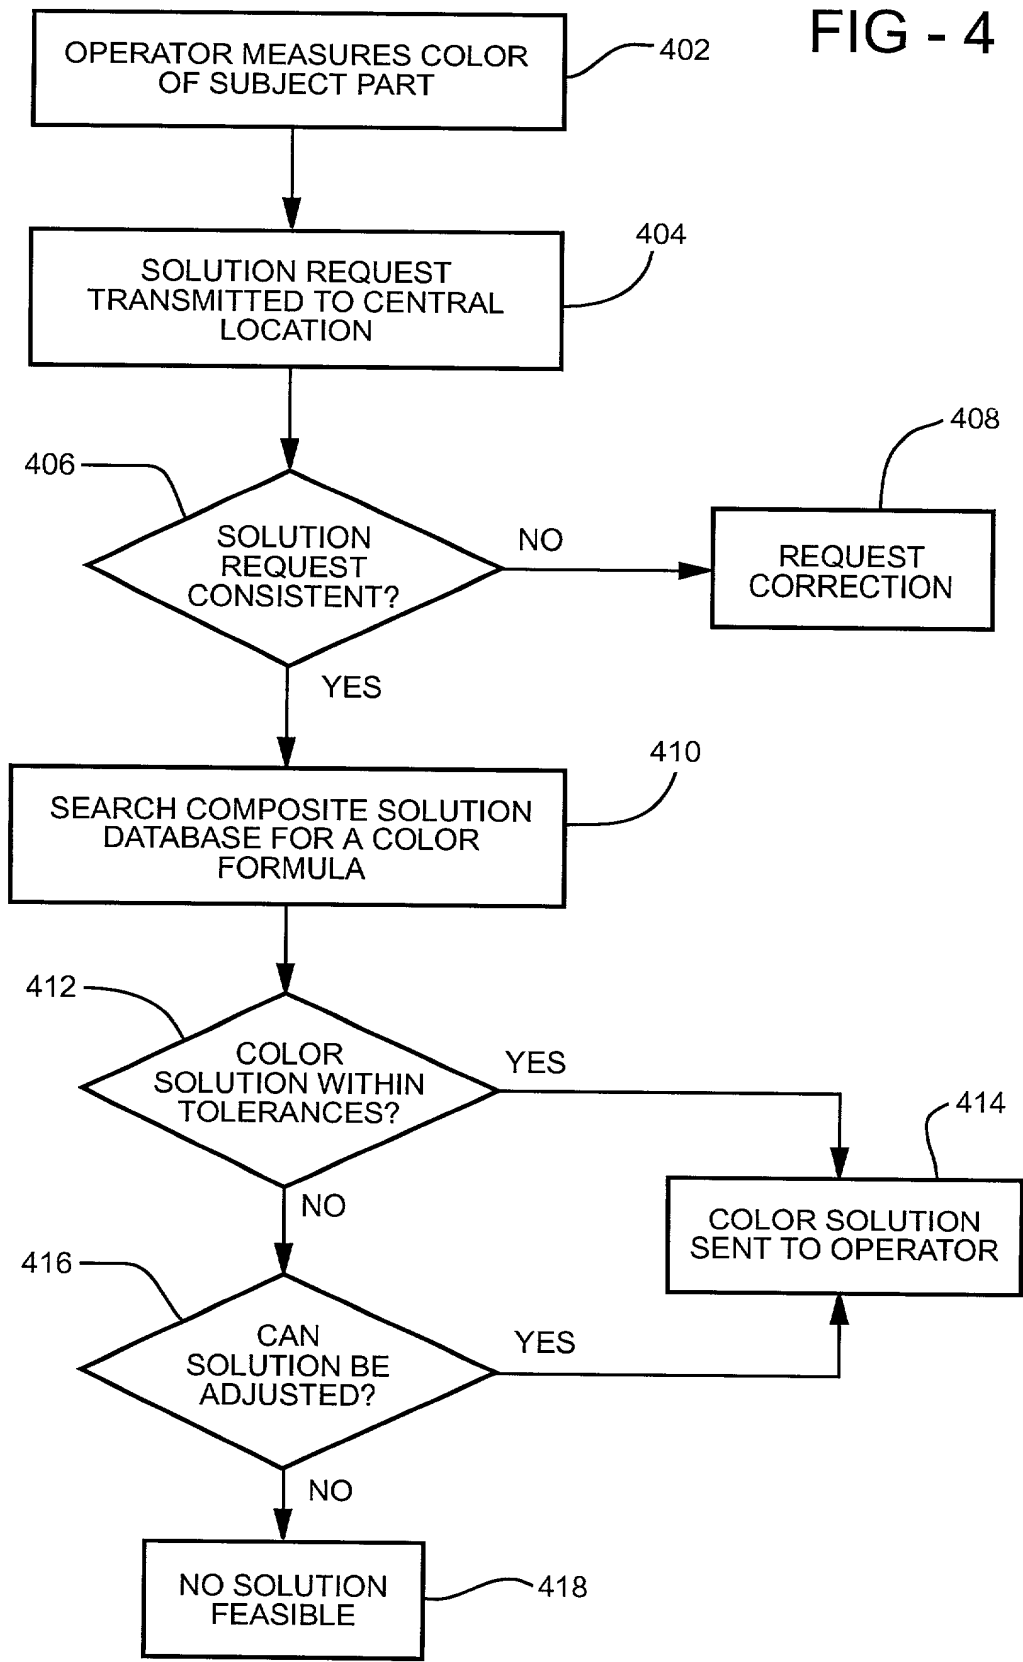 FIG - 4
OPERATOR MEASURES COLOR
OF SUBJECT PART
402
SOLUTION REQUEST
TRANSMITTED TO CENTRAL
LOCATION
404
406
SOLUTION
REQUEST
CONSISTENT?
NO
408
REQUEST
CORRECTION
YES
410
SEARCH COMPOSITE SOLUTION
DATABASE FOR A COLOR
FORMULA
412
COLOR
SOLUTION WITHIN
TOLERANCES?
YES
414
COLOR SOLUTION
SENT TO OPERATOR
NO
416
CAN
SOLUTION BE
ADJUSTED?
YES
NO
NO SOLUTION
FEASIBLE
418